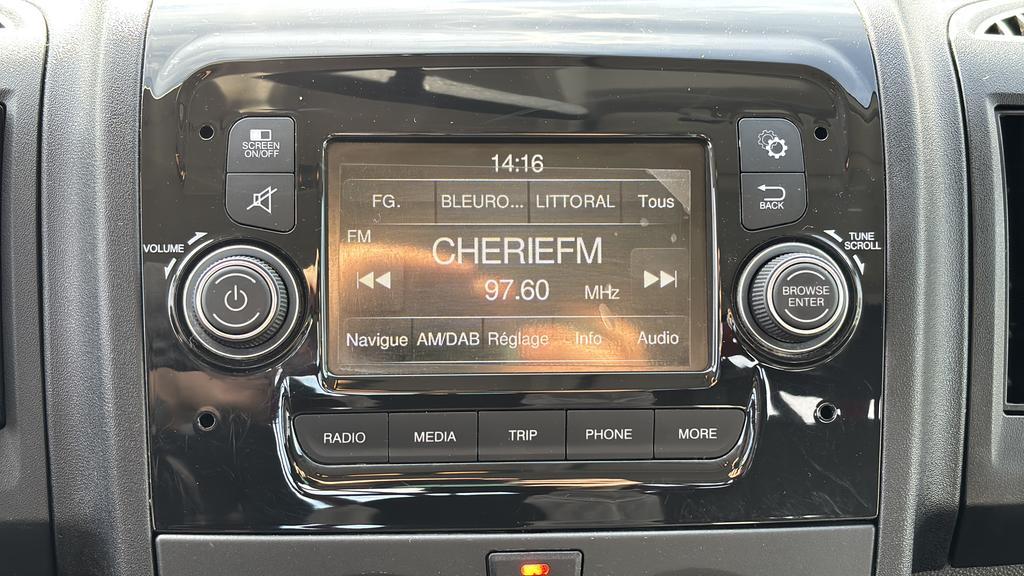 SCREEN
ON/OFF
14:16
FG. BLEURO... LITTORAL Tous
BACK
VOLUME
TUNE
SCROLL
FM
CHERIEFM
97.60 MHz
BROWSE
ENTER
Navigue AM/DAB Réglage Info Audio
RADIO MEDIA TRIP PHONE MORE